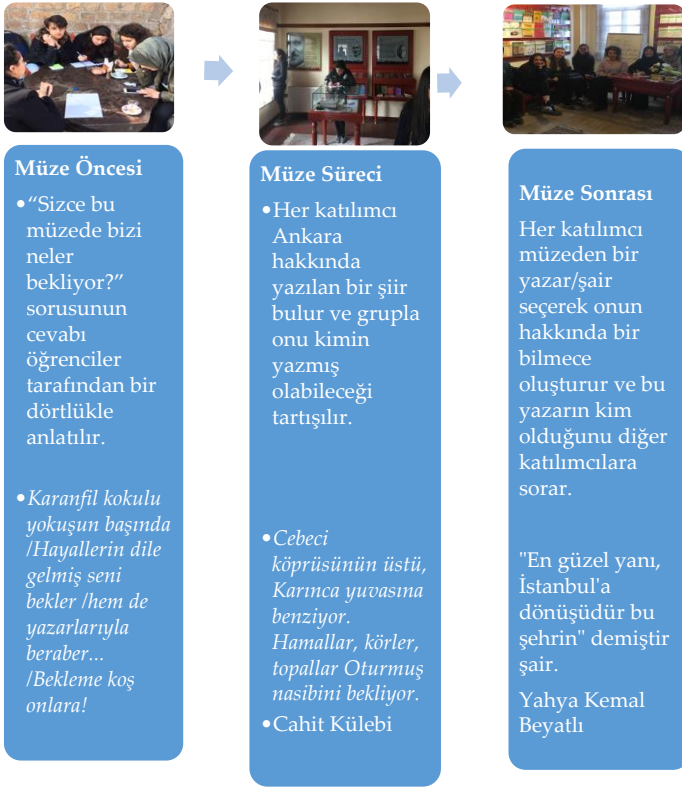 Müze Öncesi
•“Sizce bu
müzede bizi
neler
bekliyor?”
sorusunun
cevabı
öğrenciler
tarafından bir
dörtlükle
anlatılır.
•Karanfil kokulu
yokuşun başında
/Hayallerin dile
gelmiş seni
bekler /hem de
yazarlarıyla
beraber...
/Bekleme koş
onlara!
Müze Süreci
•Her katılımcı
Ankara
hakkında
yazılan bir şiir
bulur ve grupla
onu kimin
yazmış
olabileceği
tartışılır.
•Cebeci
köprüsünün üstü,
Karınca yuvasına
benziyor.
Hamallar, körler,
topallar Oturmuş
nasibini bekliyor.
•Cahit Külebi
Müze Sonrası
Her katılımcı
müzeden bir
yazar/şair
seçerek onun
hakkında bir
bilmece
oluşturur ve bu
yazarın kim
olduğunu diğer
katılımcılara
sorar.
"En güzel yanı,
İstanbul'a
dönüşüdür bu
şehrin" demiştir
şair.
Yahya Kemal
Beyatlı